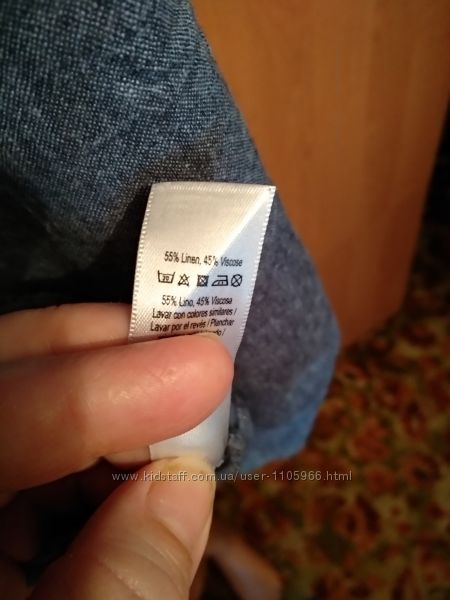 55% Linen, 45% Viscose
55% Lino, 45% Viscosa
Lavar con colores similares /
Lavar por el revés / Planchar
www.kidstaff.com.ua/user-1105966.html